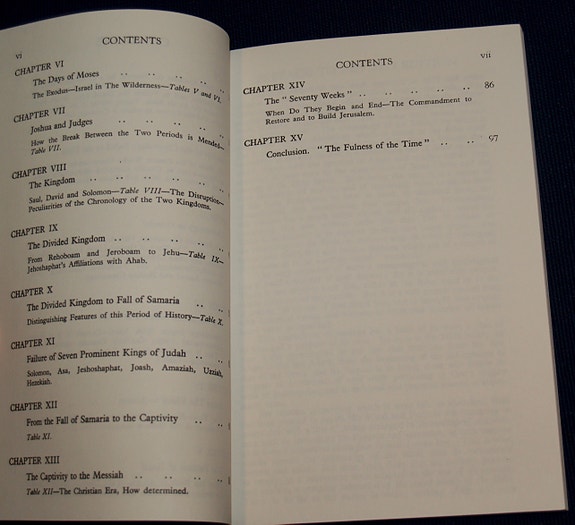 vi
CONTENTS
CHAPTER VI
The Days of Moses .. .. .. ..
The Exodus—Israel in The Wilderness—Tables V and VI.
CHAPTER VII
Joshua and Judges .. .. .. .. ..
How the Break Between the Two Periods is Mended—
Table VII.
CHAPTER VIII
The Kingdom .. .. .. .. ..
Saul, David and Solomon—Table VIII—The Disruption—
Peculiarities of the Chronology of The Two Kingdoms.
CHAPTER IX
The Divided Kingdom .. .. .. ..
From Rehoboam and Jeroboam to Jehu—Table IX—
Jehoshaphat's Affiliations with Ahab.
CHAPTER X
The Divided Kingdom to Fall of Samaria .. ..
Distinguishing Features of this Period of History—Table X.
CHAPTER XI
Failure of Seven Prominent Kings of Judah .. ..
Solomon, Asa, Jeshoshaphat, Joash, Amaziah, Uzziah,
Hezekiah.
CHAPTER XII
From the Fall of Samaria to the Captivity .. ..
Table XI.
CHAPTER XIII
The Captivity to the Messiah .. .. .. ..
Table XII—The Christian Era, How determined.
CONTENTS
vii
CHAPTER XIV
The "Seventy Weeks" .. .. .. .. 86
When Do They Begin and End—The Commandment to
Restore and to Build Jerusalem.
CHAPTER XV
Conclusion. "The Fulness of the Time" .. .. 97